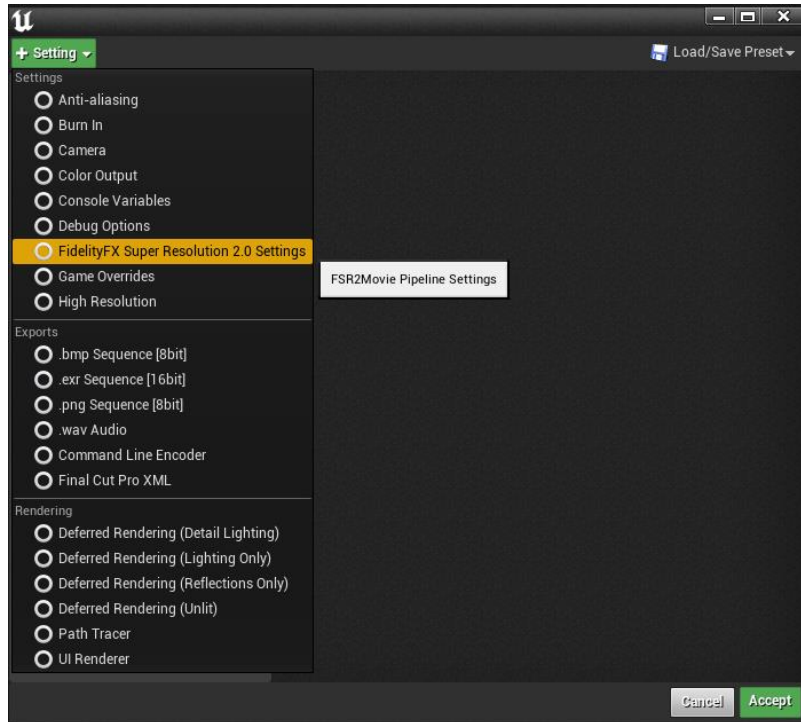 + Setting
Load/Save Preset
Settings
Anti-aliasing
Burn In
Camera
Color Output
Console Variables
Debug Options
FidelityFX Super Resolution 2.0 Settings
Game Overrides
FSR2Movie Pipeline Settings
High Resolution
Exports
.bmp Sequence [8bit]
.exr Sequence [16bit]
.png Sequence [8bit]
.wav Audio
Command Line Encoder
Final Cut Pro XML
Rendering
Deferred Rendering (Detail Lighting)
Deferred Rendering (Lighting Only)
Deferred Rendering (Reflections Only)
Deferred Rendering (Unlit)
Path Tracer
UI Renderer
Cancel
Accept